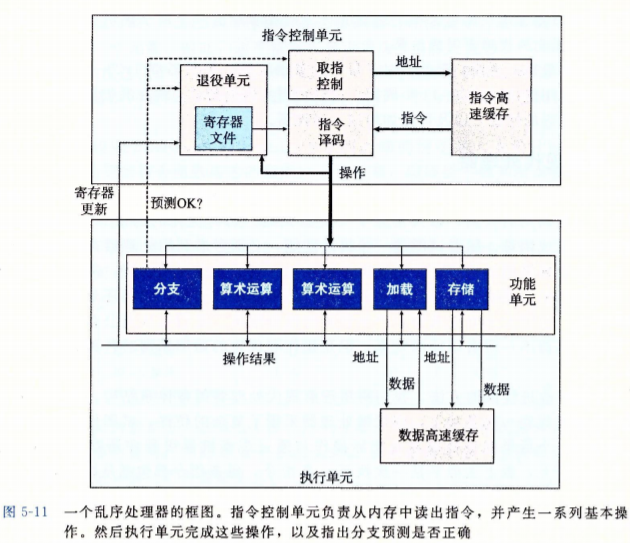 指令控制单元
取指
控制
地址
指令高
速缓存
退役单元
寄存器
文件
指令
译码
指令
操作
寄存器
更新
预测OK?
分支
算术运算
算术运算
加载
存储
功能
单元
操作结果
地址
地址
数据
数据
数据高速缓存
执行单元
图 5-11 一个乱序处理器的框图。指令控制单元负责从内存中读出指令，并产生一系列基本操
作。然后执行单元完成这些操作，以及指出分支预测是否正确